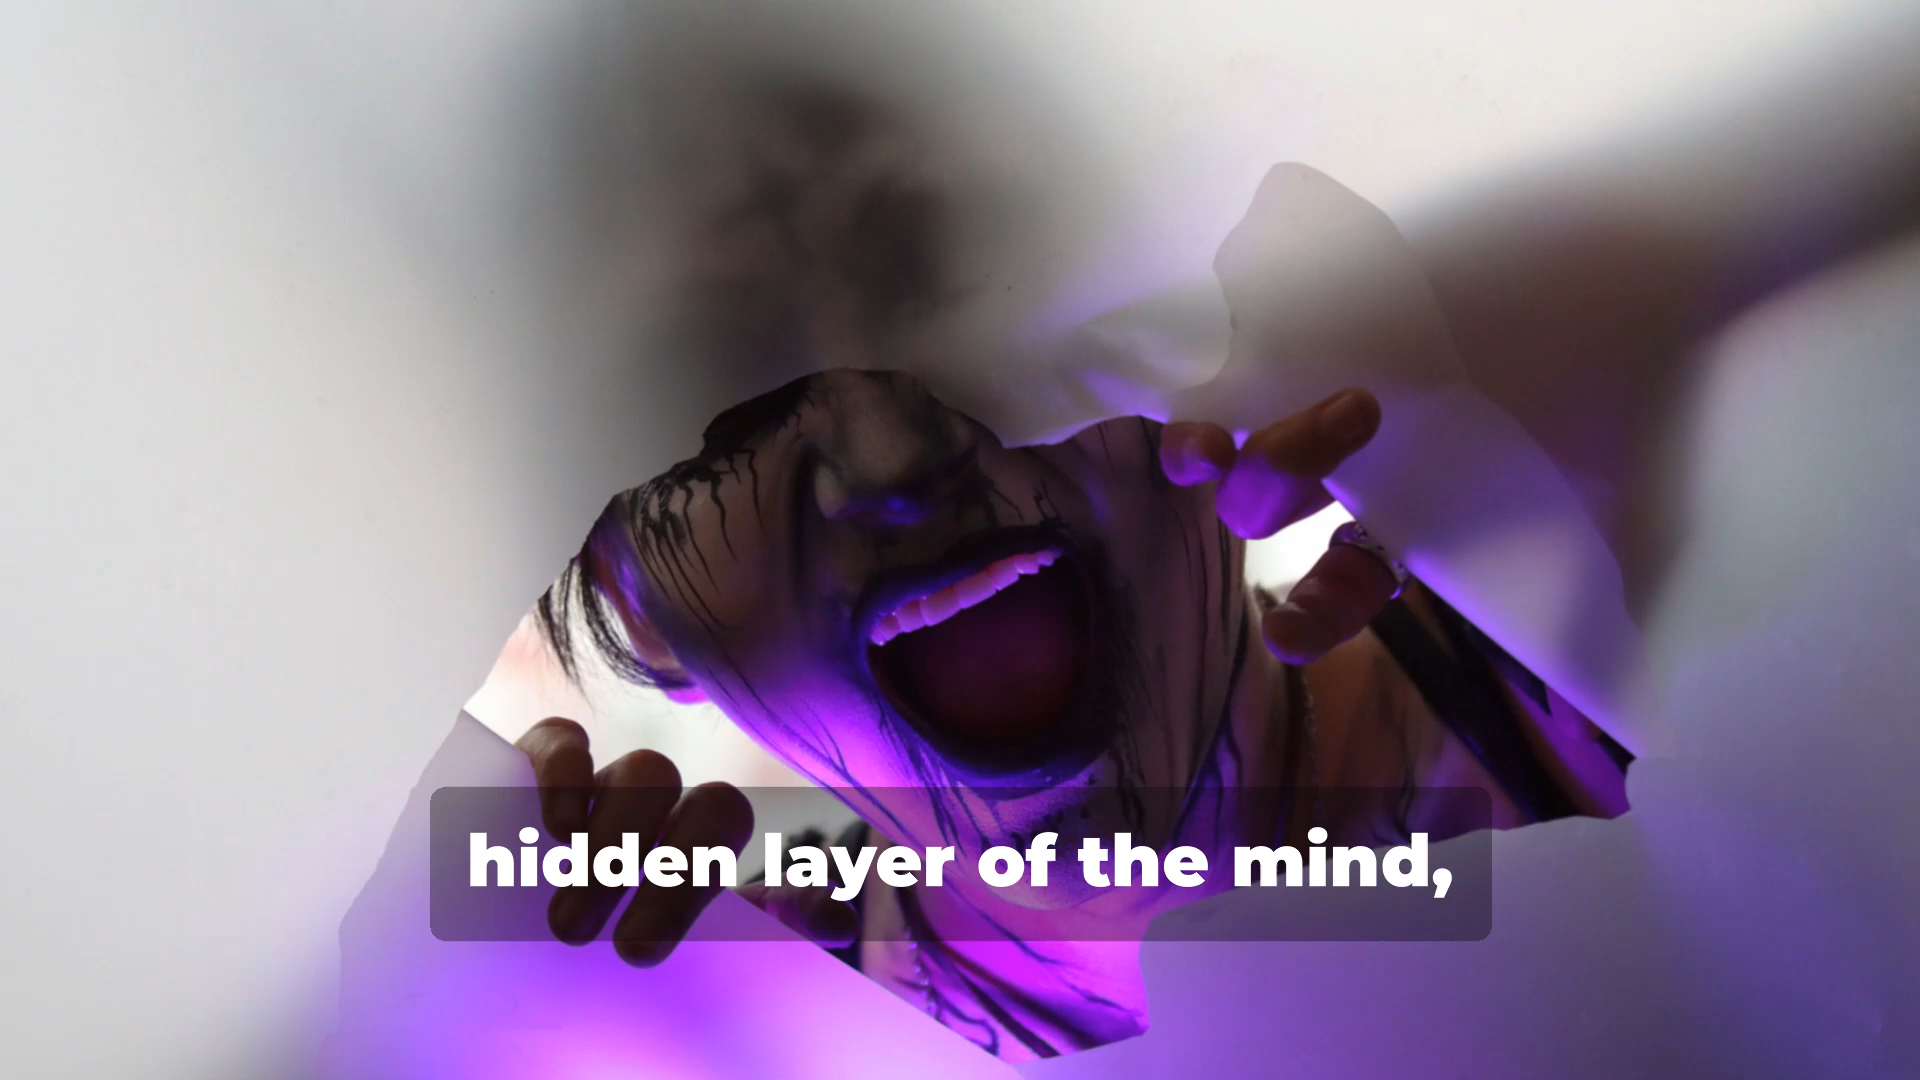 hidden layer of the mind,